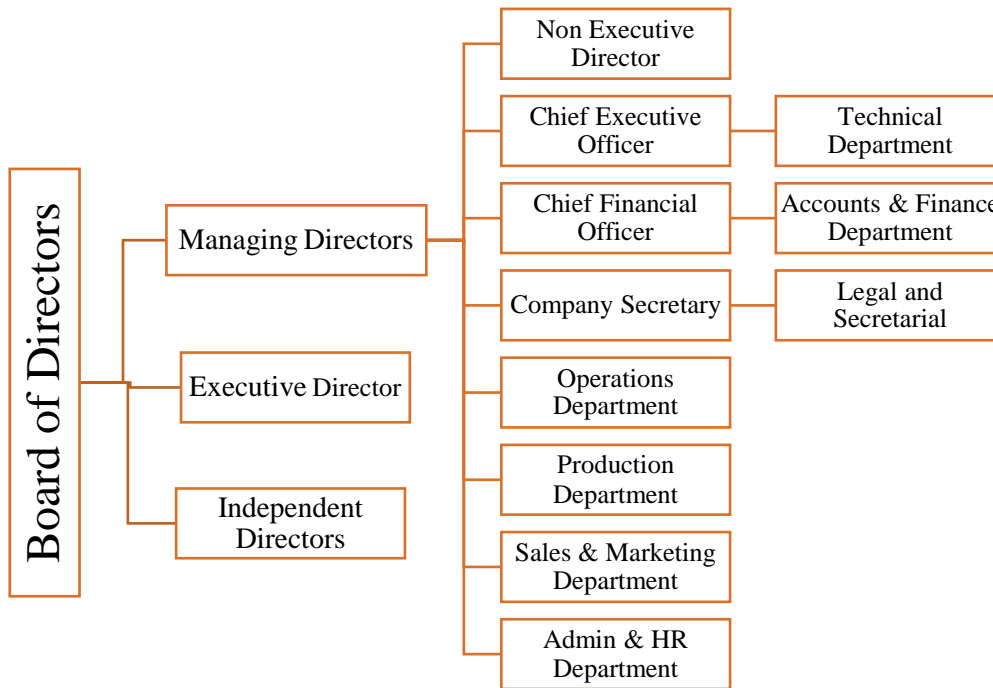 Board of Directors
Managing Directors
Executive Director
Independent
Directors
Non Executive
Director
Chief Executive
Officer
Technical
Department
Chief Financial
Officer
Accounts & Finance
Department
Company Secretary
Legal and
Secretarial
Operations
Department
Production
Department
Sales & Marketing
Department
Admin & HR
Department